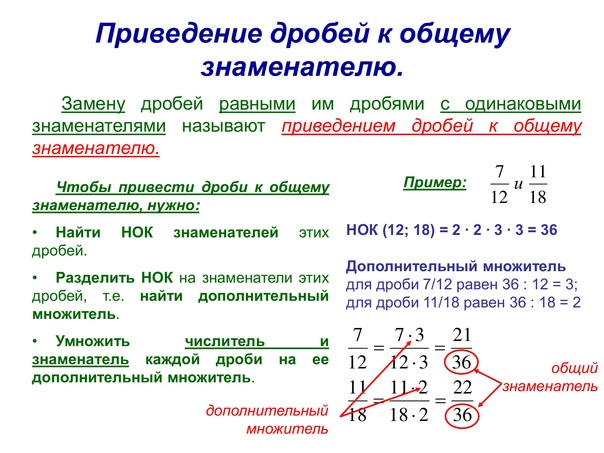 Приведение дробей к общему
знаменателю.
Замену дробей равными им дробями с одинаковыми
знаменателями называют приведением дробей к общему
знаменателю.
Чтобы привести дроби к общему
знаменателю, нужно:
• Найти НОК знаменателей этих
дробей.
• Разделить НОК на знаменатели этих
дробей, т.е. найти дополнительный
множитель.
• Умножить числитель и
знаменатель каждой дроби на ее
дополнительный множитель.
дополнительный
множитель
Пример: 7/12 и 11/18
НОК (12; 18) = 2 · 2 · 3 · 3 = 36
Дополнительный множитель
для дроби 7/12 равен 36 : 12 = 3;
для дроби 11/18 равен 36 : 18 = 2
7/12 = 7·3/12·3 = 21/36
11/18 = 11·2/18·2 = 22/36
общий
знаменатель